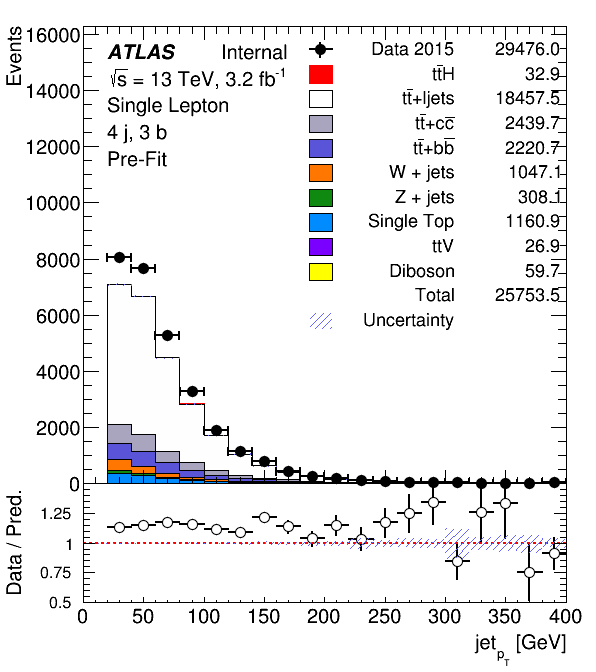 Events
16000
14000
12000
10000
8000
6000
4000
2000
0
ATLAS Internal
√s = 13 TeV, 3.2 fb⁻¹
Single Lepton
4 j, 3 b
Pre-Fit
Data 2015 29476.0
tt̄H 32.9
tt̄+ljets 18457.5
tt̄+cc̄ 2439.7
tt̄+bb̄ 2220.7
W + jets 1047.1
Z + jets 308.1
Single Top 1160.9
ttV 26.9
Diboson 59.7
Total 25753.5
Uncertainty
Data / Pred.
1.25
1
0.75
0.5
0 50 100 150 200 250 300 350 400
jet_pT [GeV]